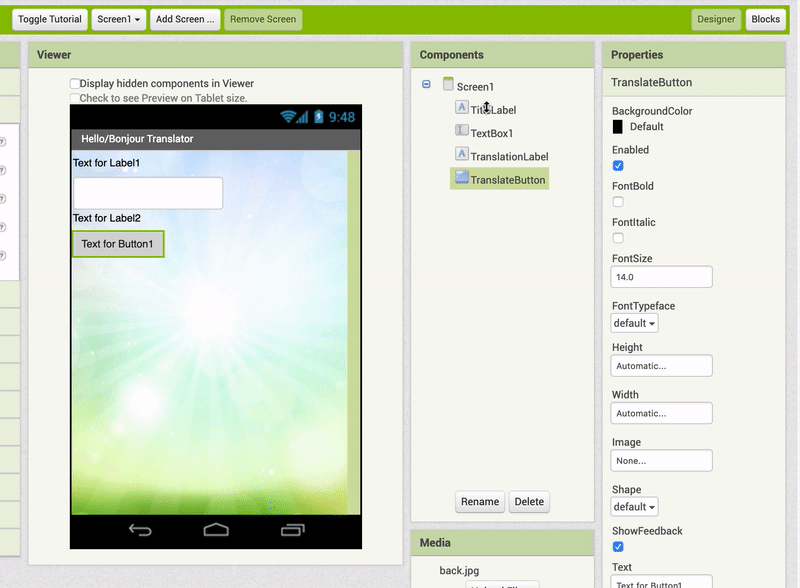 Toggle Tutorial
Screen1
Add Screen ...
Remove Screen
Designer
Blocks
Viewer
Display hidden components in Viewer
Check to see Preview on Tablet size.
9:48
Hello/Bonjour Translator
Text for Label1
Text for Label2
Text for Button1
Components
Screen1
TitleLabel
TextBox1
TranslationLabel
TranslateButton
Rename
Delete
Media
back.jpg
Properties
TranslateButton
BackgroundColor
Default
Enabled
FontBold
FontItalic
FontSize
14.0
FontTypeface
default
Height
Automatic...
Width
Automatic...
Image
None...
Shape
default
ShowFeedback
Text
Text for Button1